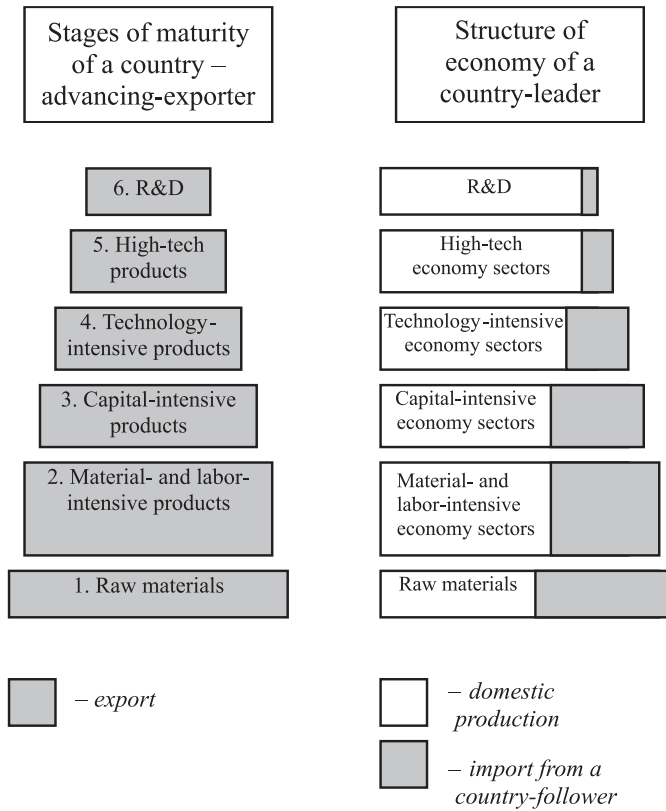 Stages of maturity
of a country –
advancing-exporter
Structure of
economy of a
country-leader
6. R&D
5. High-tech
products
4. Technology-
intensive products
3. Capital-intensive
products
2. Material- and labor-
intensive products
1. Raw materials
R&D
High-tech
economy sectors
Technology-intensive
economy sectors
Capital-intensive
economy sectors
Material- and
labor-intensive
economy sectors
Raw materials
– export
– domestic
production
– import from a
country-follower